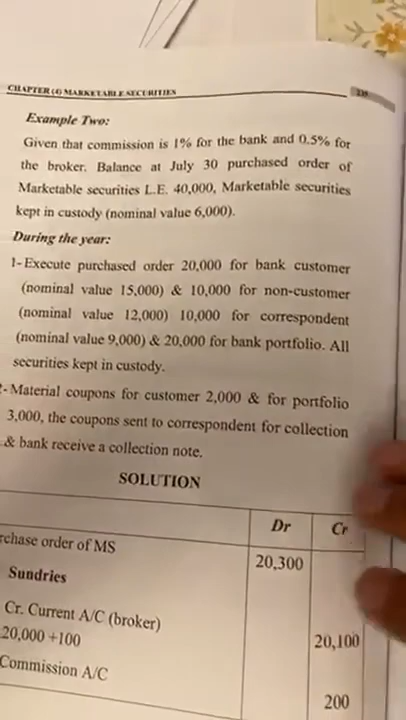 CHAPTER (4) MARKETABLE SECURITIES
Example Two:
Given that commission is 1% for the bank and 0.5% for
the broker. Balance at July 30 purchased order of
Marketable securities L.E. 40,000, Marketable securities
kept in custody (nominal value 6,000).
During the year:
1- Execute purchased order 20,000 for bank customer
(nominal value 15,000) & 10,000 for non-customer
(nominal value 12,000) 10,000 for correspondent
(nominal value 9,000) & 20,000 for bank portfolio. All
securities kept in custody.
- Material coupons for customer 2,000 & for portfolio
3,000, the coupons sent to correspondent for collection
& bank receive a collection note.
SOLUTION
Dr Cr
rchase order of MS 20,300
Sundries
Cr. Current A/C (broker)
20,000 +100 20,100
Commission A/C 200